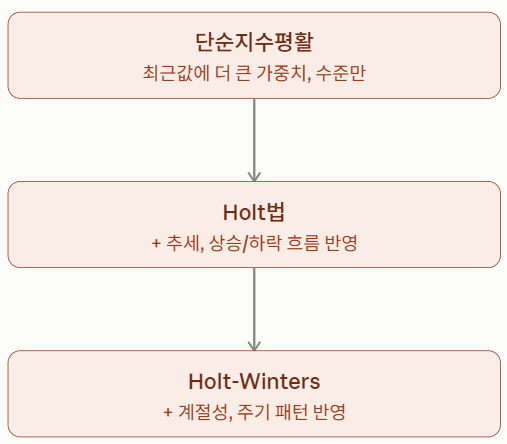 단순지수평활
최근값에 더 큰 가중치, 수준만
Holt법
+ 추세, 상승/하락 흐름 반영
Holt-Winters
+ 계절성, 주기 패턴 반영